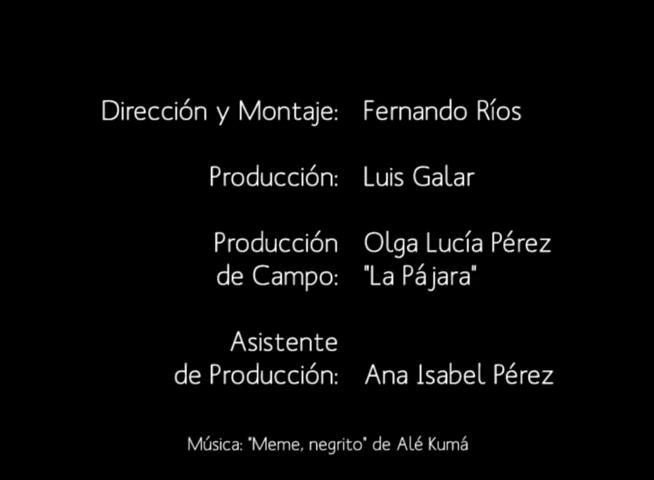 Dirección y Montaje: Fernando Ríos
Producción: Luis Galar
Producción Olga Lucía Pérez
de Campo: "La Pájara"
Asistente
de Producción: Ana Isabel Pérez
Música: "Meme, negrito" de Alé Kumá